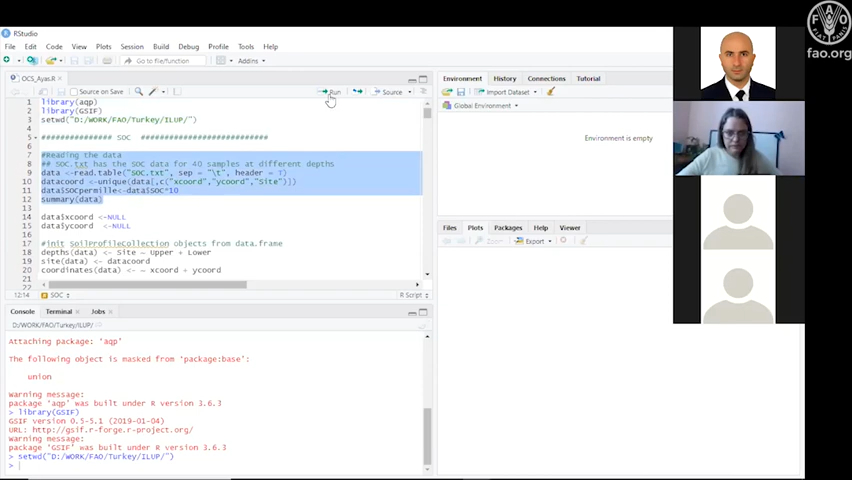 RStudio
File Edit Code View Plots Session Build Debug Profile Tools Help
Go to file/function
Addins
OCS_Ayas.R
Source on Save
Run
Source
1 library(aqp)
2 library(GSIF)
3 setwd("D:/WORK/FAO/Turkey/ILUP/")
4
5 ############### SOC ###########################
6
7 #Reading the data
8 ## SOC.txt has the SOC data for 40 samples at different depths
9 data <-read.table("SOC.txt", sep = "\t", header = T)
10 datacoord <-unique(data[,c("xcoord","ycoord","Site")])
11 data$SOCpermille<-data$SOC*10
12 summary(data)
13
14 data$xcoord <-NULL
15 data$ycoord <-NULL
16
17 #init SoilProfileCollection objects from data.frame
18 depths(data) <- Site ~ Upper + Lower
19 site(data) <- datacoord
20 coordinates(data) <- ~ xcoord + ycoord
21
12:14
SOC
R Script
Console Terminal Jobs
D:/WORK/FAO/Turkey/ILUP/
Attaching package: 'aqp'
The following object is masked from 'package:base':
union
Warning message:
package 'aqp' was built under R version 3.6.3
> library(GSIF)
GSIF version 0.5-5.1 (2019-01-04)
URL: http://gsif.r-forge.r-project.org/
Warning message:
package 'GSIF' was built under R version 3.6.3
> setwd("D:/WORK/FAO/Turkey/ILUP/")
>
Environment History Connections Tutorial
Import Dataset
Global Environment
Environment is empty
Files Plots Packages Help Viewer
Zoom Export
FAO
FIAT PANIS
fao.org